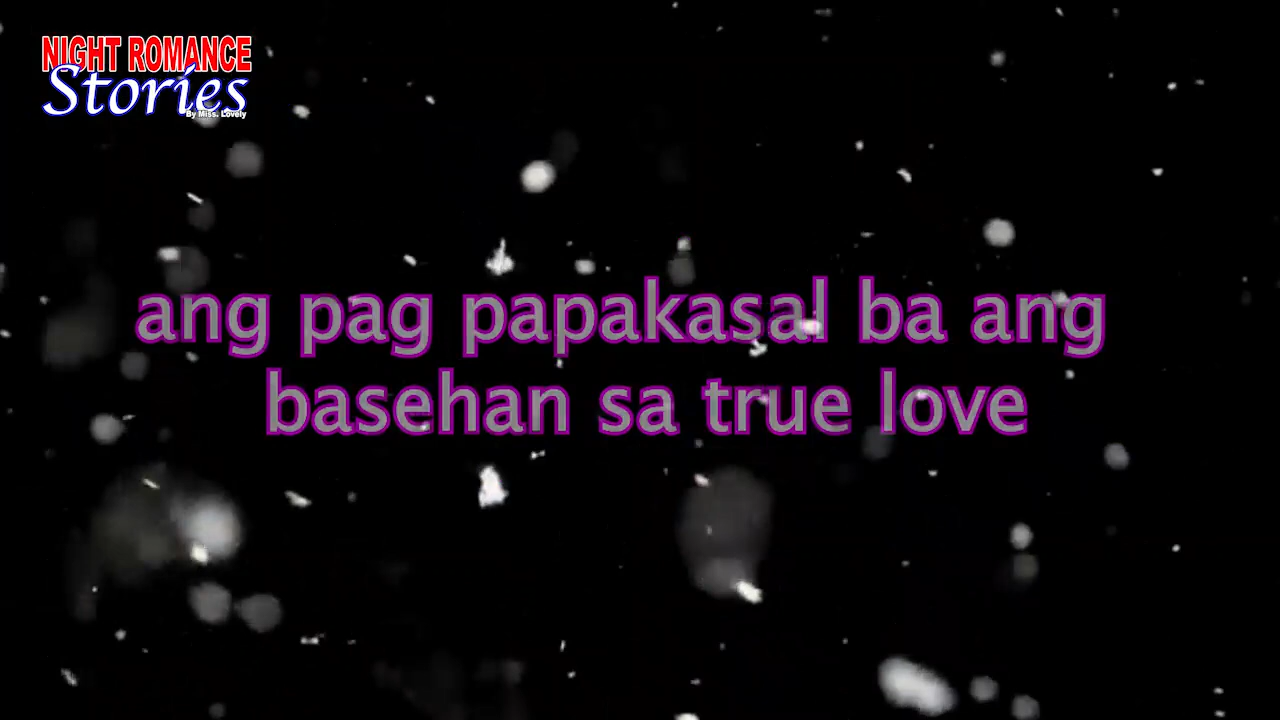 NIGHT ROMANCE
Stories
By Miss. Lovely
ang pag papakasal ba ang
basehan sa true love